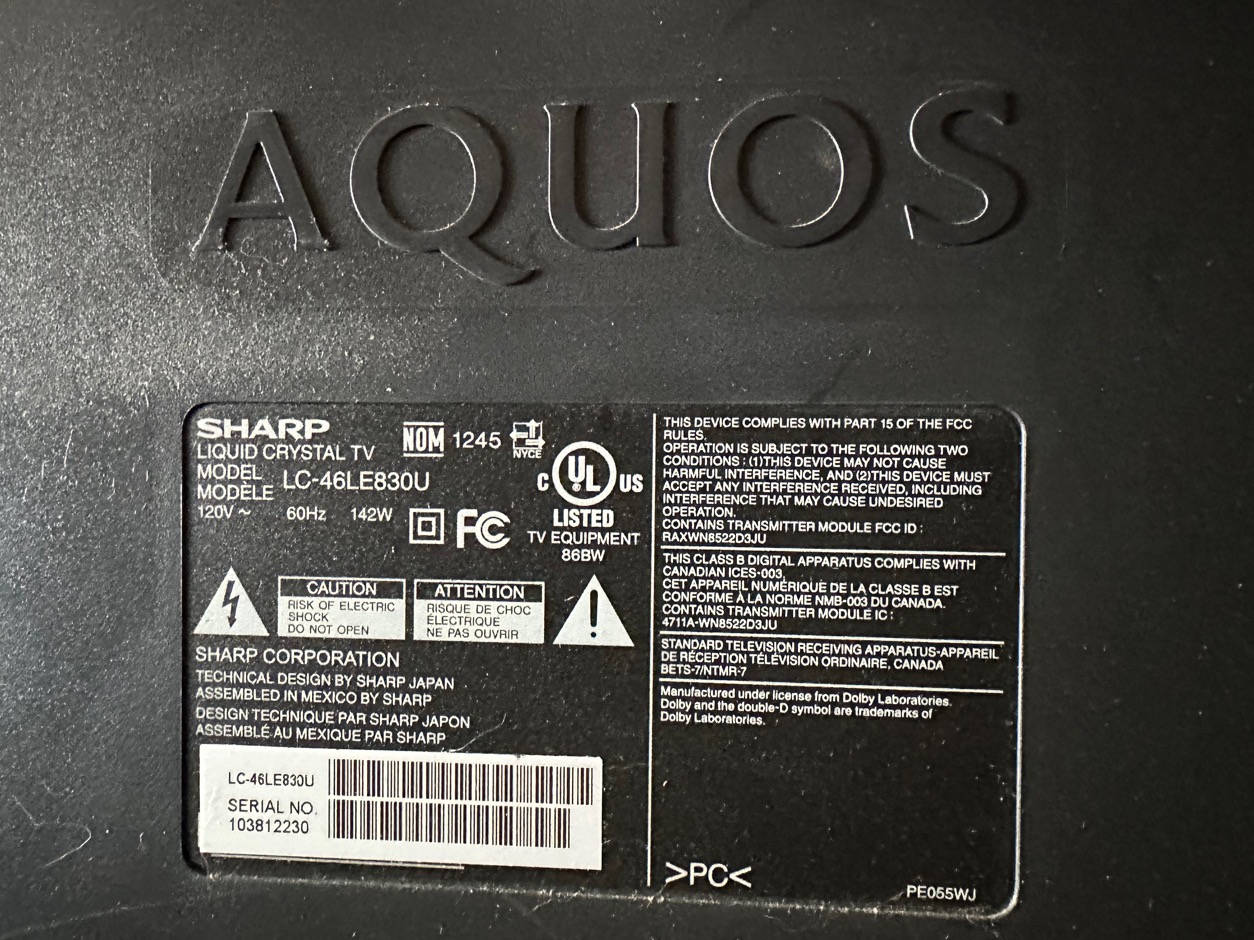 AQUOS
SHARP
LIQUID CRYSTAL TV
MODEL
MODÈLE
LC-46LE830U
120V ~ 60Hz 142W
NOM 1245 NYCE
C UL US
LISTED
TV EQUIPMENT
86BW
FC
CAUTION
RISK OF ELECTRIC
SHOCK
DO NOT OPEN
ATTENTION
RISQUE DE CHOC
ÉLECTRIQUE
NE PAS OUVRIR
SHARP CORPORATION
TECHNICAL DESIGN BY SHARP JAPAN
ASSEMBLED IN MEXICO BY SHARP
DESIGN TECHNIQUE PAR SHARP JAPON
ASSEMBLÉ AU MEXIQUE PAR SHARP
LC-46LE830U
SERIAL NO.
103812230
THIS DEVICE COMPLIES WITH PART 15 OF THE FCC
RULES.
OPERATION IS SUBJECT TO THE FOLLOWING TWO
CONDITIONS : (1)THIS DEVICE MAY NOT CAUSE
HARMFUL INTERFERENCE, AND (2)THIS DEVICE MUST
ACCEPT ANY INTERFERENCE RECEIVED, INCLUDING
INTERFERENCE THAT MAY CAUSE UNDESIRED
OPERATION.
CONTAINS TRANSMITTER MODULE FCC ID :
RAXWN8522D3JU
THIS CLASS B DIGITAL APPARATUS COMPLIES WITH
CANADIAN ICES-003.
CET APPAREIL NUMÉRIQUE DE LA CLASSE B EST
CONFORME À LA NORME NMB-003 DU CANADA.
CONTAINS TRANSMITTER MODULE IC :
4711A-WN8522D3JU
STANDARD TELEVISION RECEIVING APPARATUS-APPAREIL
DE RÉCEPTION TÉLÉVISION ORDINAIRE, CANADA
BETS-7/NTMR-7
Manufactured under license from Dolby Laboratories.
Dolby and the double-D symbol are trademarks of
Dolby Laboratories.
>PC<
PE055WJ